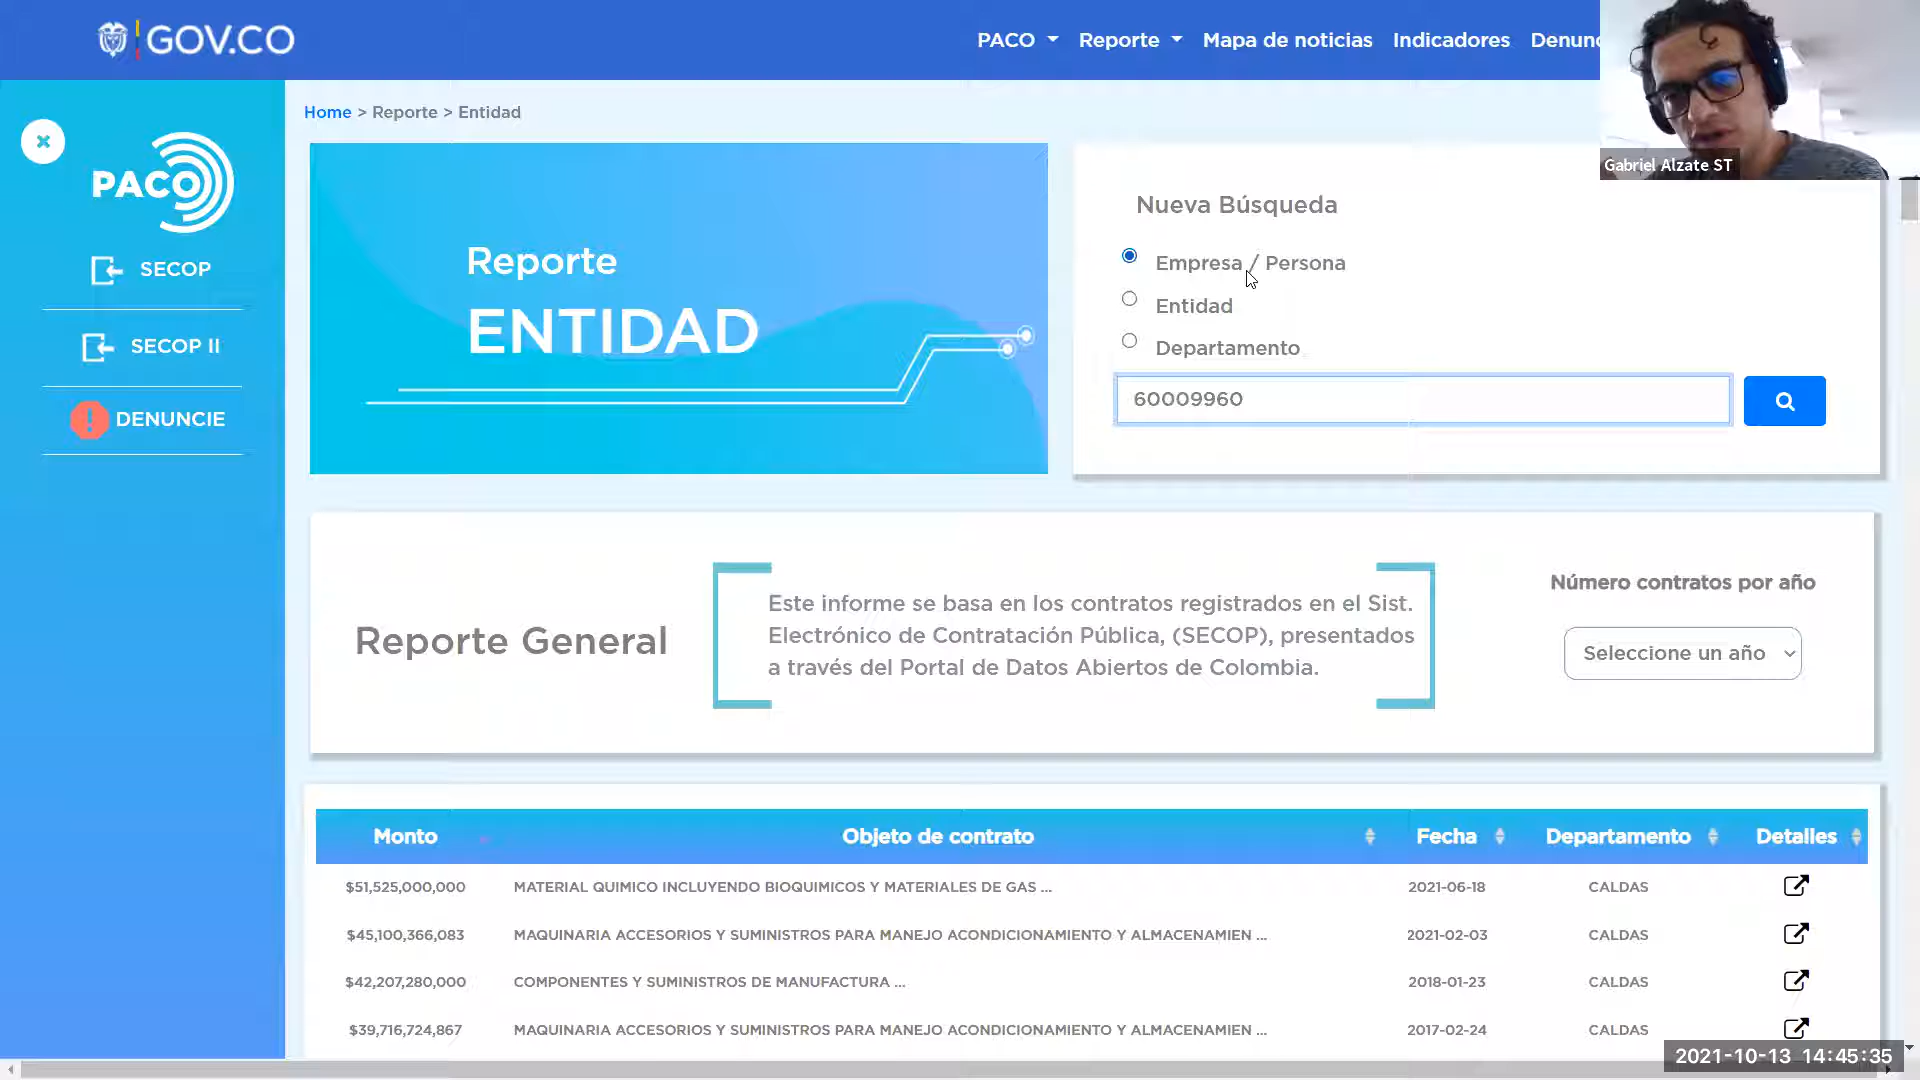 GOV.CO
PACO Reporte Mapa de noticias Indicadores Denunc
Gabriel Alzate ST
PACO
SECOP
SECOP II
DENUNCIE
Home > Reporte > Entidad
Reporte
ENTIDAD
Nueva Búsqueda
Empresa / Persona
Entidad
Departamento
60009960
Reporte General
Este informe se basa en los contratos registrados en el Sist.
Electrónico de Contratación Pública, (SECOP), presentados
a través del Portal de Datos Abiertos de Colombia.
Número contratos por año
Seleccione un año
Monto Objeto de contrato Fecha Departamento Detalles
$51,525,000,000 MATERIAL QUIMICO INCLUYENDO BIOQUIMICOS Y MATERIALES DE GAS ... 2021-06-18 CALDAS
$45,100,366,083 MAQUINARIA ACCESORIOS Y SUMINISTROS PARA MANEJO ACONDICIONAMIENTO Y ALMACENAMIEN ... 2021-02-03 CALDAS
$42,207,280,000 COMPONENTES Y SUMINISTROS DE MANUFACTURA ... 2018-01-23 CALDAS
$39,716,724,867 MAQUINARIA ACCESORIOS Y SUMINISTROS PARA MANEJO ACONDICIONAMIENTO Y ALMACENAMIEN ... 2017-02-24 CALDAS
2021-10-13 14:45:35